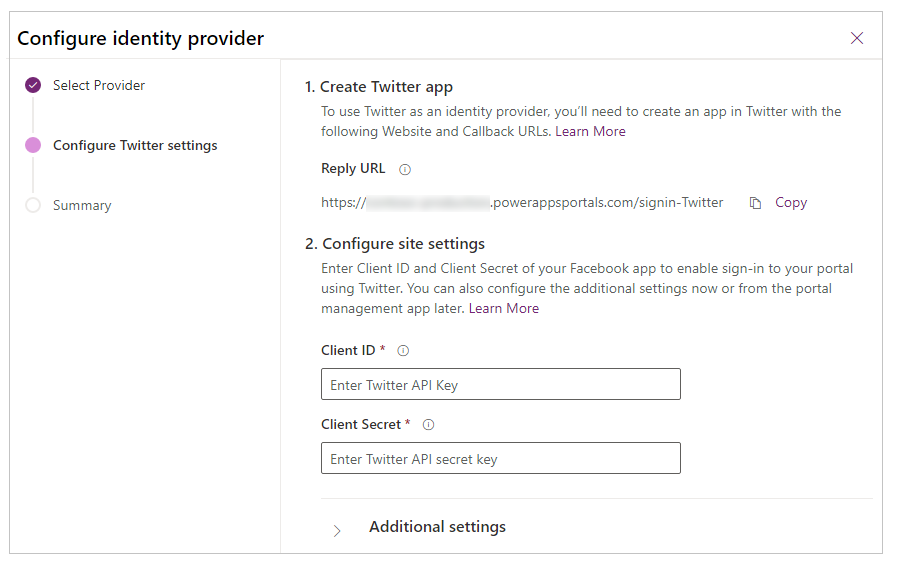 Configure identity provider
Select Provider
Configure Twitter settings
Summary
1. Create Twitter app
To use Twitter as an identity provider, you'll need to create an app in Twitter with the
following Website and Callback URLs. Learn More
Reply URL
https:// .powerappsportals.com/signin-Twitter
Copy
2. Configure site settings
Enter Client ID and Client Secret of your Facebook app to enable sign-in to your portal
using Twitter. You can also configure the additional settings now or from the portal
management app later. Learn More
Client ID *
Enter Twitter API Key
Client Secret *
Enter Twitter API secret key
Additional settings